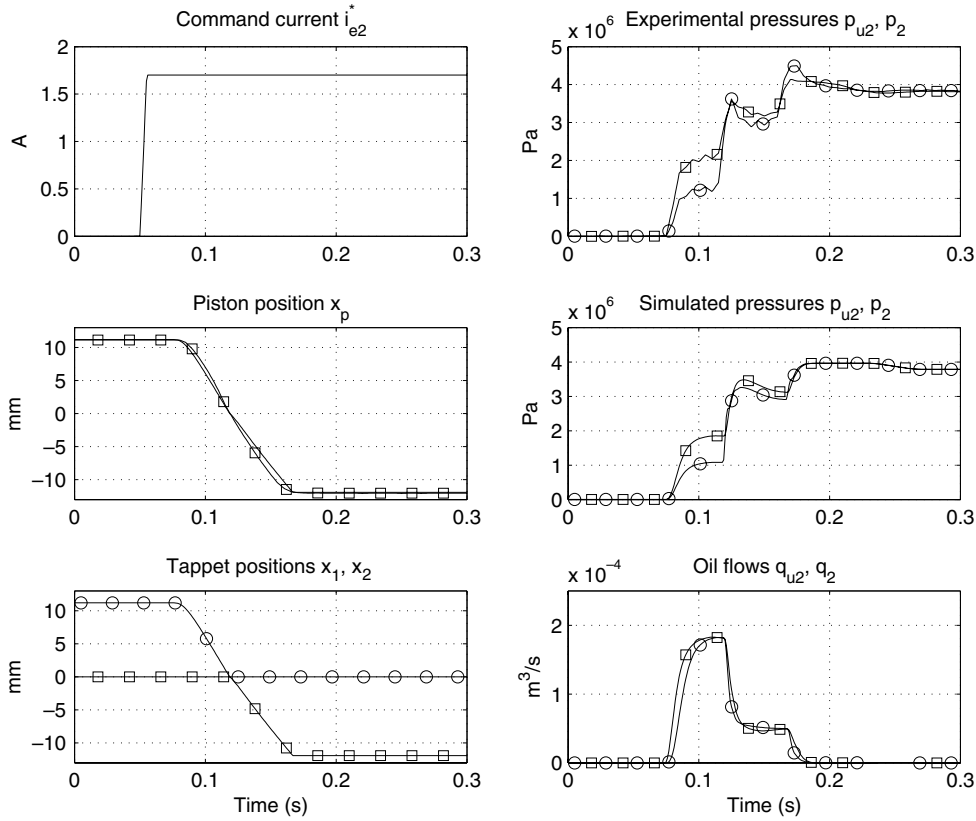 Command current i*e2
A
2
1.5
1
0.5
0
0 0.1 0.2 0.3
Experimental pressures pu2, p2
x 10^6
Pa
5
4
3
2
1
0
0 0.1 0.2 0.3
Piston position xp
mm
10
5
0
−5
−10
0 0.1 0.2 0.3
Simulated pressures pu2, p2
x 10^6
Pa
5
4
3
2
1
0
0 0.1 0.2 0.3
Tappet positions x1, x2
mm
10
5
0
−5
−10
0 0.1 0.2 0.3
Time (s)
Oil flows qu2, q2
x 10^−4
m^3/s
2
1
0
0 0.1 0.2 0.3
Time (s)